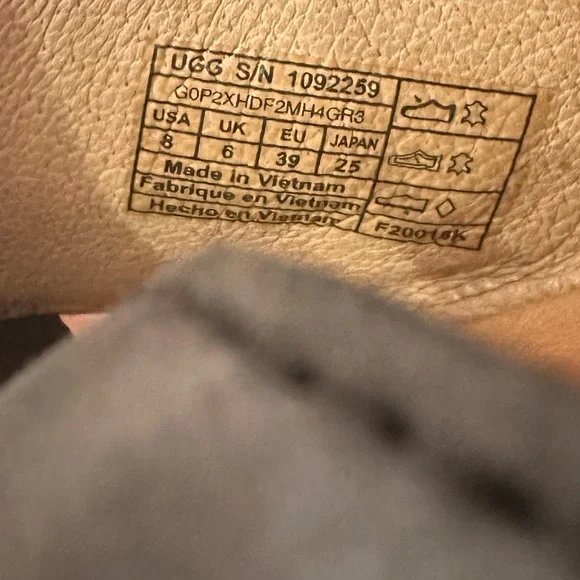 UGG S/N 1092259
G0P2XHDF2MH4GR3
USA UK EU JAPAN
8 6 39 25
Made in Vietnam
Fabrique en Vietnam
Hecho en Vietnam